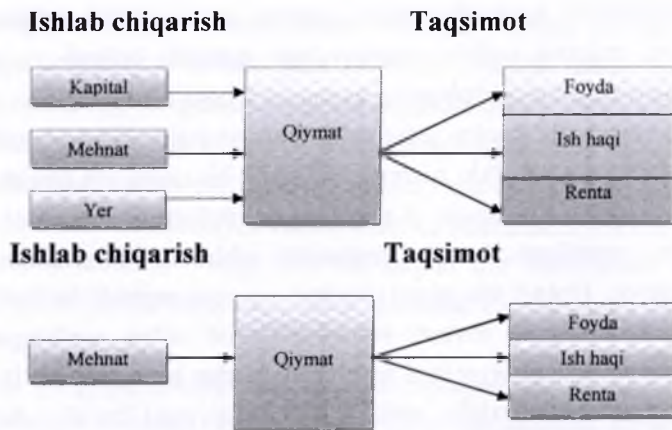 Ishlab chiqarish Taqsimot
Kapital Foyda
Qiymat
Mehnat Ish haqi
Yer Renta
Ishlab chiqarish Taqsimot
Foyda
Mehnat Qiymat Ish haqi
Renta